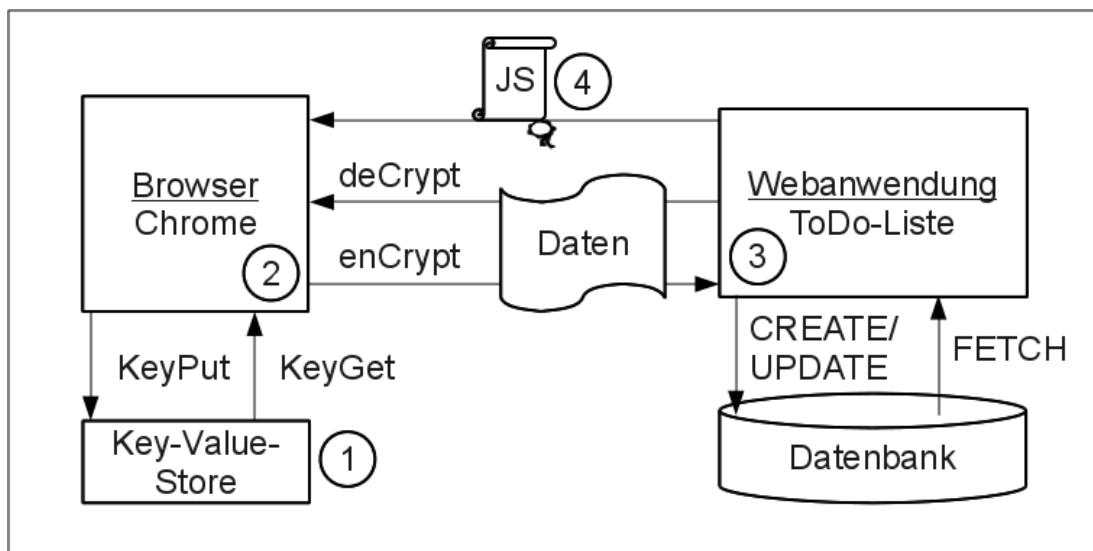 JS
4
Browser
Chrome
2
deCrypt
enCrypt
Daten
Webanwendung
ToDo-Liste
3
KeyPut
KeyGet
CREATE/
UPDATE
FETCH
Key-Value-
Store
1
Datenbank